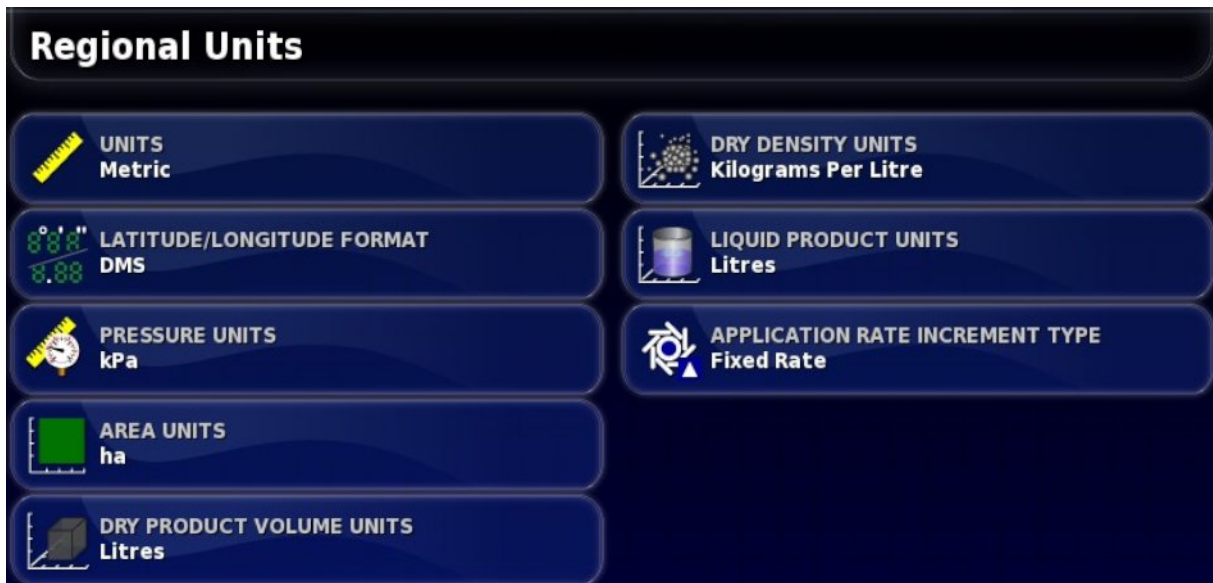 Regional Units
UNITS
Metric
LATITUDE/LONGITUDE FORMAT
DMS
PRESSURE UNITS
kPa
AREA UNITS
ha
DRY PRODUCT VOLUME UNITS
Litres
DRY DENSITY UNITS
Kilograms Per Litre
LIQUID PRODUCT UNITS
Litres
APPLICATION RATE INCREMENT TYPE
Fixed Rate